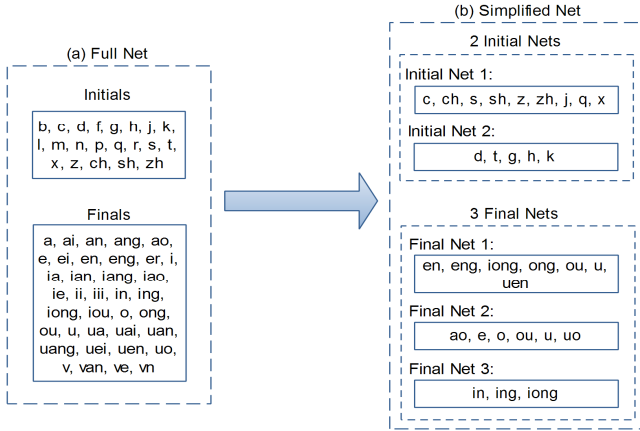 (a) Full Net
Initials
b, c, d, f, g, h, j, k,
l, m, n, p, q, r, s, t,
x, z, ch, sh, zh
Finals
a, ai, an, ang, ao,
e, ei, en, eng, er, i,
ia, ian, iang, iao,
ie, ii, iii, in, ing,
iong, iou, o, ong,
ou, u, ua, uai, uan,
uang, uei, uen, uo,
v, van, ve, vn
(b) Simplified Net
2 Initial Nets
Initial Net 1:
c, ch, s, sh, z, zh, j, q, x
Initial Net 2:
d, t, g, h, k
3 Final Nets
Final Net 1:
en, eng, iong, ong, ou, u,
uen
Final Net 2:
ao, e, o, ou, u, uo
Final Net 3:
in, ing, iong